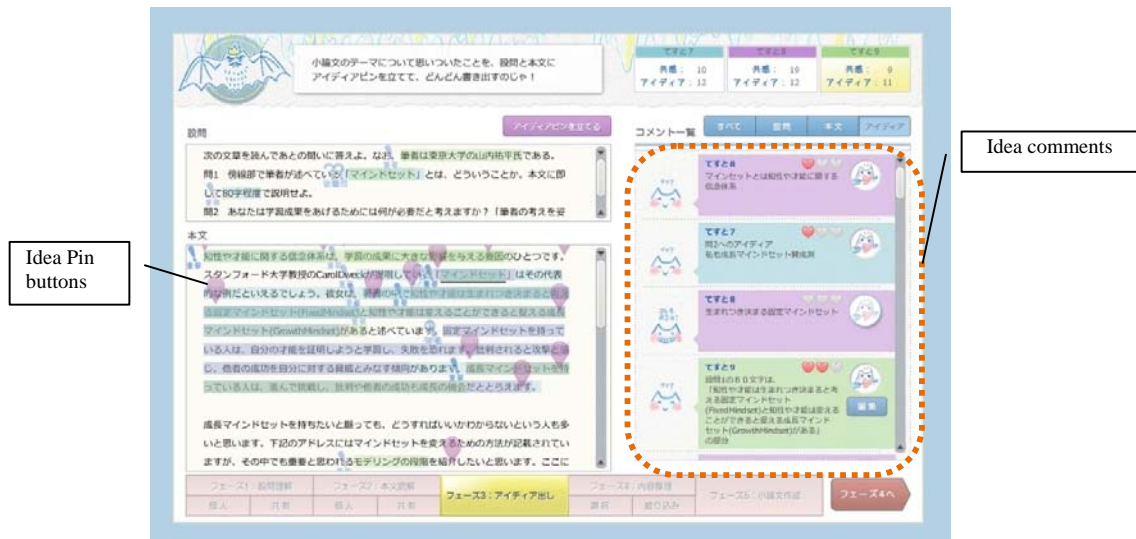 小論文のテーマについて思いついたことを、設問と本文に
アイディアピンを立てて、どんどん書き出すのじゃ！
てすと7
共感： 10
アイディア：12
てすと8
共感： 19
アイディア：12
てすと9
共感： 9
アイディア：11
設問
アイディアピンを立てる
次の文章を読んであとの問いに答えよ。なお、筆者は東京大学の山内祐平氏である。
問1 傍線部で筆者が述べている「マインドセット」とは、どういうことか。本文に即
して80字程度で説明せよ。
問2 あなたは学習成果をあげるためには何が必要だと考えますか？「筆者の考えを妥
本文
知性や才能に関する信念体系は、学習の成果に大きな影響を与える要因のひとつです。
スタンフォード大学教授のCarolDweckが説明している「マインドセット」はその代表
的な例だといえるでしょう。彼女は、著書の中で知性や才能は生まれつき決まると考え
る固定マインドセット(FixedMindset)と知性や才能は変えることができると捉える成長
マインドセット(GrowthMindset)があると述べています。固定マインドセットを持って
いる人は、自分の才能を証明しようと学習し、失敗を恐れます。批判されると攻撃と感
じ、他者の成功を自分に対する脅威とみなす傾向があります。成長マインドセットを持
っている人は、進んで挑戦し、批判や他者の成功も成長の機会だととらえます。
成長マインドセットを持ちたいと願っても、どうすればいいかわからないという人も多
いと思います。下記のアドレスにはマインドセットを変えるための方法が記載されてい
ますが、その中でも重要と思われるモデリングの段階を紹介したいと思います。ここに
コメント一覧
すべて
設問
本文
アイディア
てすと8
マインセットとは知性や才能に関する
信念体系
てすと7
問2へのアイディア
私も成長マインドセット賛成派
てすと8
生まれつき決まる固定マインドセット
てすと9
設問1の80文字は、
「知性や才能は生まれつき決まると考
える固定マインドセット
(FixedMindset)と知性や才能は変える
ことができると捉える成長マインド
セット(GrowthMindset)がある」
の部分
編集
フェーズ1：設問理解
個人
共有
フェーズ2：本文読解
個人
共有
フェーズ3：アイディア出し
フェーズ4：内容整理
選択
絞り込み
フェーズ5：小論文作成
フェーズ4へ
Idea Pin
buttons
Idea comments